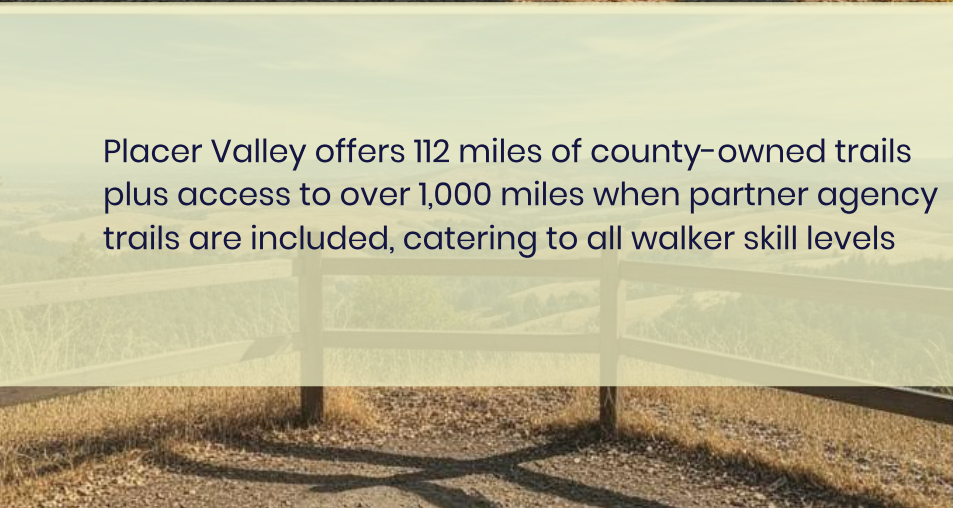 Placer Valley offers 112 miles of county-owned trails
plus access to over 1,000 miles when partner agency
trails are included, catering to all walker skill levels